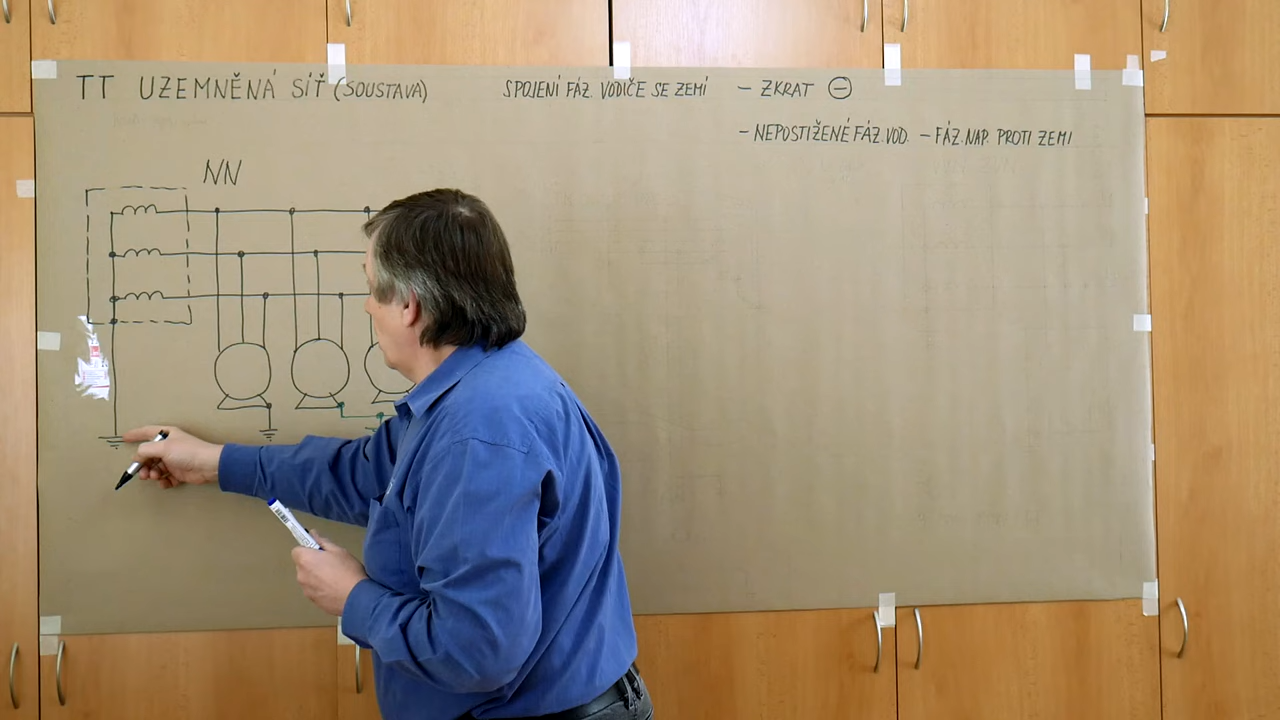 TT UZEMNĚNÁ SÍŤ (SOUSTAVA)
SPOJENÍ FÁZ. VODIČE SE ZEMÍ - ZKRAT ⊖
- NEPOSTIŽENÉ FÁZ. VOD. - FÁZ. NAP. PROTI ZEMI
NN